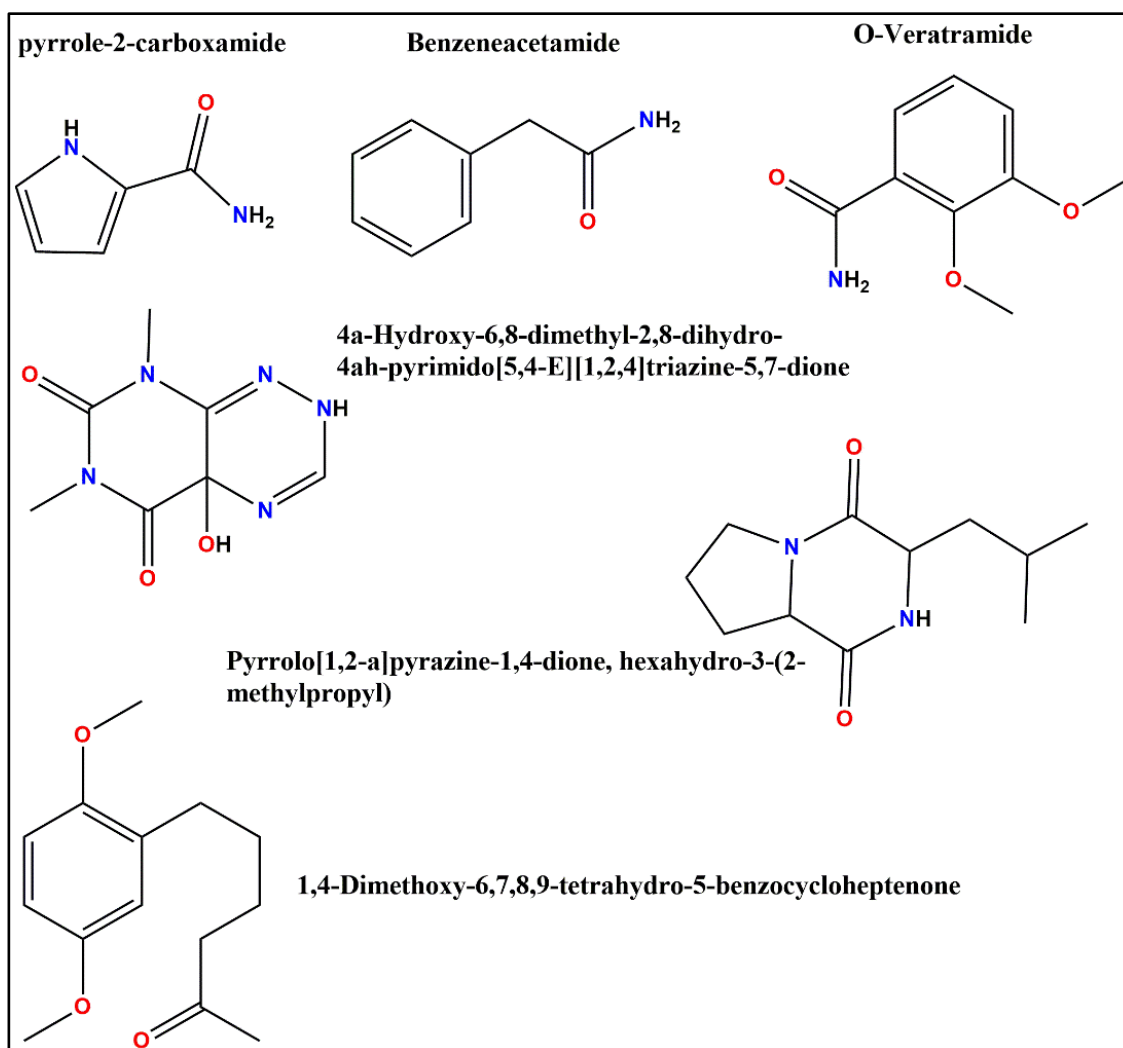 pyrrole-2-carboxamide
Benzeneacetamide
O-Veratramide
H
N
O
NH2
NH2
O
O
NH2
O
O
4a-Hydroxy-6,8-dimethyl-2,8-dihydro-
4ah-pyrimido[5,4-E][1,2,4]triazine-5,7-dione
O
N
N
NH
N
N
OH
O
O
N
NH
O
Pyrrolo[1,2-a]pyrazine-1,4-dione, hexahydro-3-(2-
methylpropyl)
O
O
O
1,4-Dimethoxy-6,7,8,9-tetrahydro-5-benzocycloheptenone